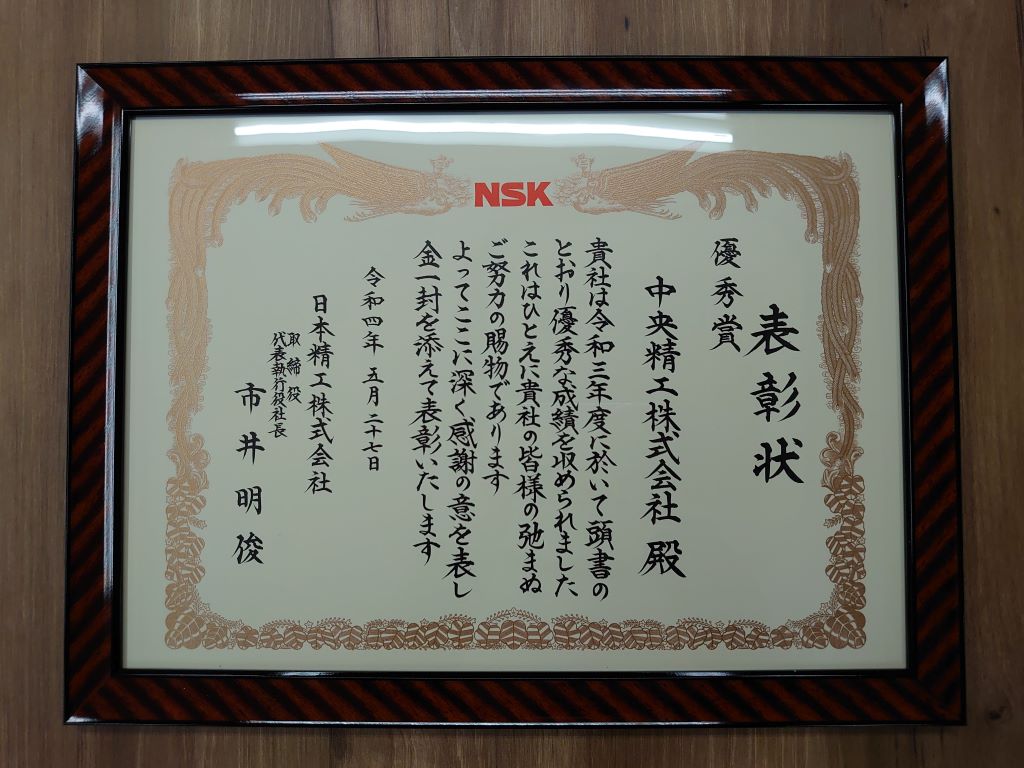 NSK
表彰状
優秀賞
中央精工株式会社 殿
貴社は令和三年度に於いて頭書の
とおり優秀な成績を収められました
これはひとえに貴社の皆様の弛まぬ
ご努力の賜物であります
よってここに深く感謝の意を表し
金一封を添えて表彰いたします
令和四年 五月二十七日
日本精工株式会社
取締役
代表執行役社長
市井明俊